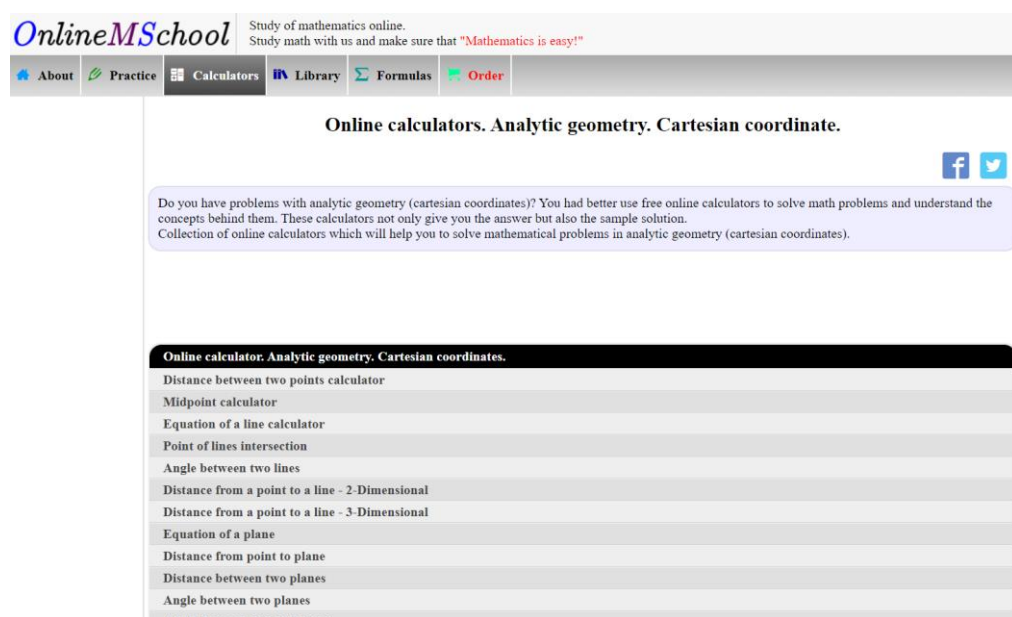 OnlineMSchool
Study of mathematics online.
Study math with us and make sure that "Mathematics is easy!"
About Practice Calculators Library Formulas Order
Online calculators. Analytic geometry. Cartesian coordinate.
Do you have problems with analytic geometry (cartesian coordinates)? You had better use free online calculators to solve math problems and understand the
concepts behind them. These calculators not only give you the answer but also the sample solution.
Collection of online calculators which will help you to solve mathematical problems in analytic geometry (cartesian coordinates).
Online calculator. Analytic geometry. Cartesian coordinates.
Distance between two points calculator
Midpoint calculator
Equation of a line calculator
Point of lines intersection
Angle between two lines
Distance from a point to a line - 2-Dimensional
Distance from a point to a line - 3-Dimensional
Equation of a plane
Distance from point to plane
Distance between two planes
Angle between two planes